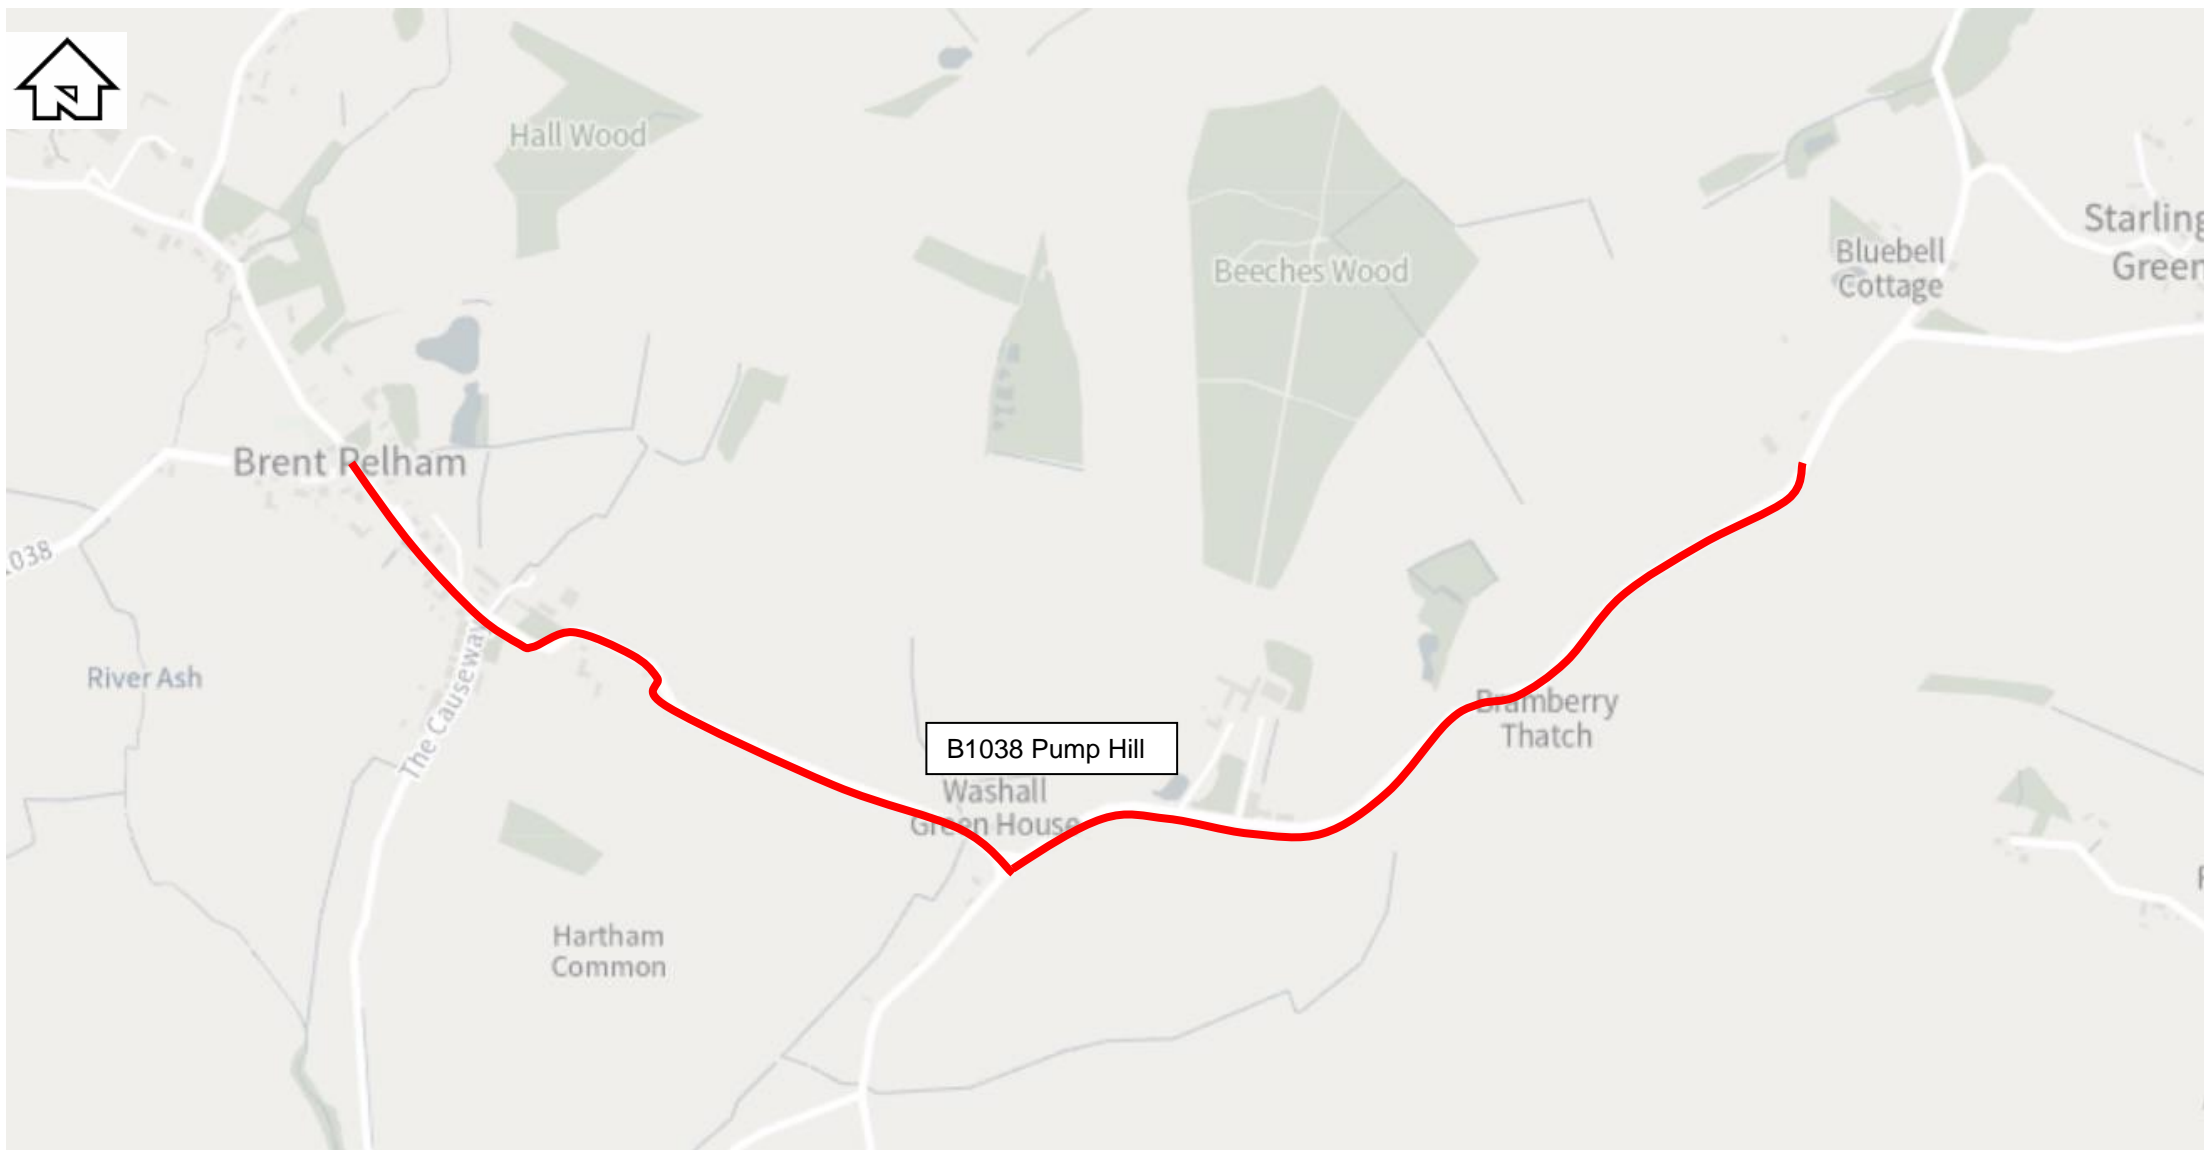 Hall Wood
Starling
Green
Bluebell
Cottage
Beeches Wood
Brent Pelham
1038
River Ash
The Causeway
Bramberry
Thatch
B1038 Pump Hill
Washall
Green House
Hartham
Common
N